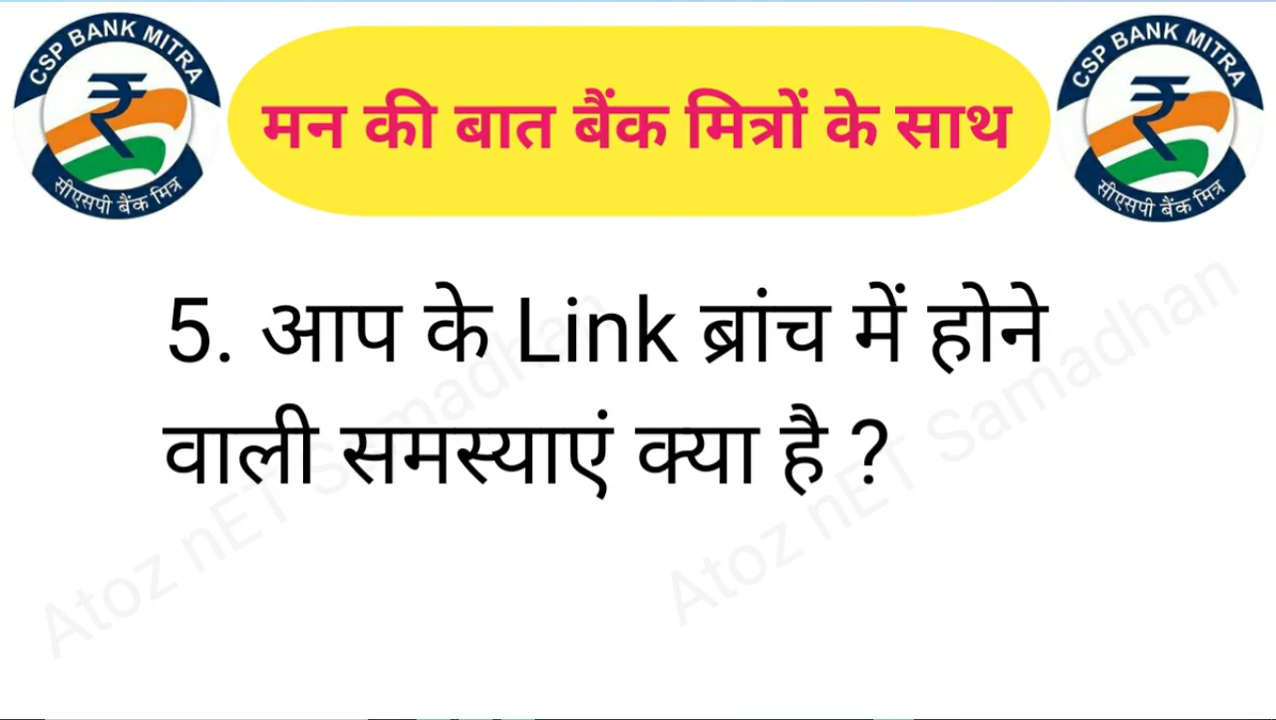 CSP BANK MITRA
सीएसपी बैंक मित्र
मन की बात बैंक मित्रों के साथ
CSP BANK MITRA
सीएसपी बैंक मित्र
5. आप के Link ब्रांच में होने
वाली समस्याएं क्या है ?
Atoz nET Samadhan
Atoz nET Samadhan